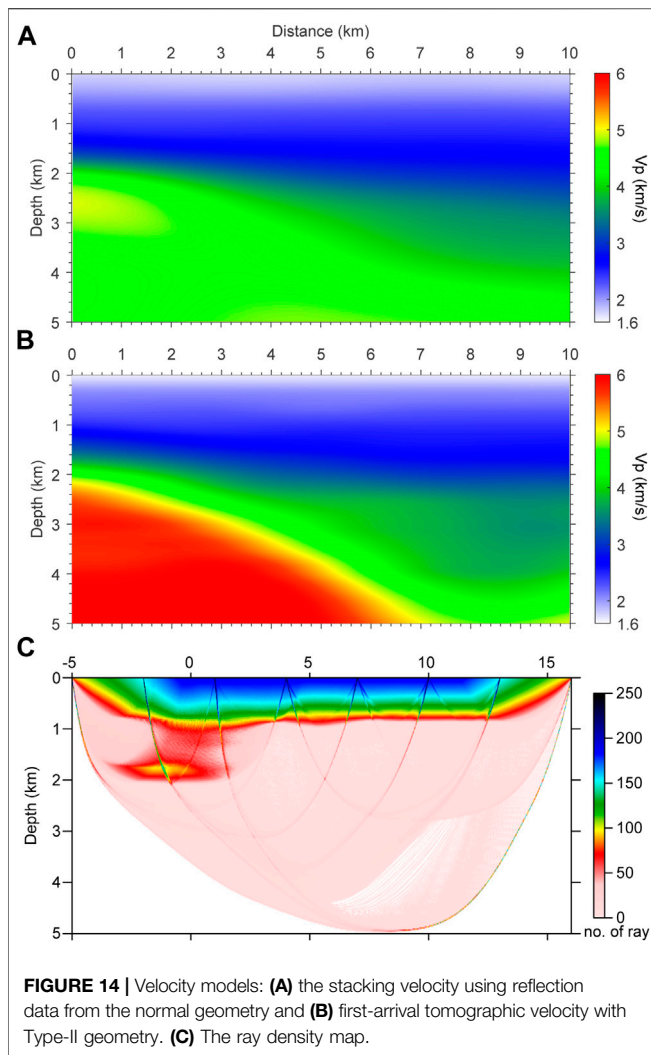 A
Distance (km)
0 1 2 3 4 5 6 7 8 9 10
0
1
2
3
4
5
Depth (km)
6
5
4
3
2
1.6
Vp (km/s)
B
0 1 2 3 4 5 6 7 8 9 10
0
1
2
3
4
5
Depth (km)
6
5
4
3
2
1.6
Vp (km/s)
C
-5 0 5 10 15
0
1
2
3
4
5
Depth (km)
250
200
150
100
50
0
no. of ray
FIGURE 14 | Velocity models: (A) the stacking velocity using reflection
data from the normal geometry and (B) first-arrival tomographic velocity with
Type-II geometry. (C) The ray density map.